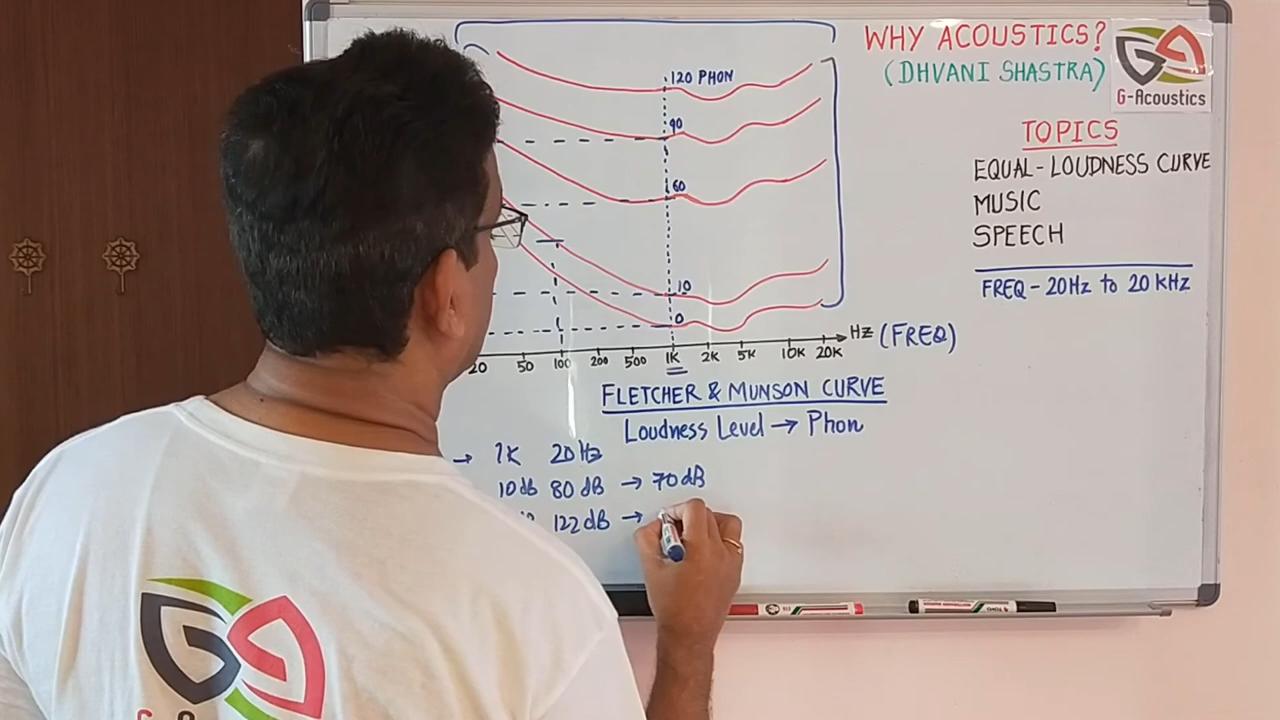 WHY ACOUSTICS?
(DHVANI SHASTRA)
G-Acoustics
TOPICS
EQUAL-LOUDNESS CURVE
MUSIC
SPEECH
FREQ - 20Hz to 20 KHz
120 PHON
90
60
10
0
20 50 100 200 500 1K 2K 5K 10K 20K Hz (FREQ)
FLETCHER & MUNSON CURVE
Loudness Level → Phon
→ 1K 20Hz
10dB 80dB → 70dB
122dB →